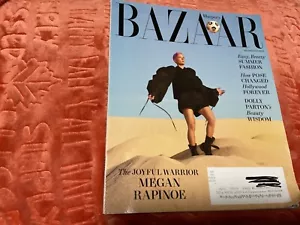 BAZAAR
Easy, Breezy
SUMMER
FASHION
How POSE
CHANGED
Hollywood
FOREVER
DOLLY
PARTON'S
Beauty
WISDOM
The JOYFUL WARRIOR
MEGAN
RAPINOE